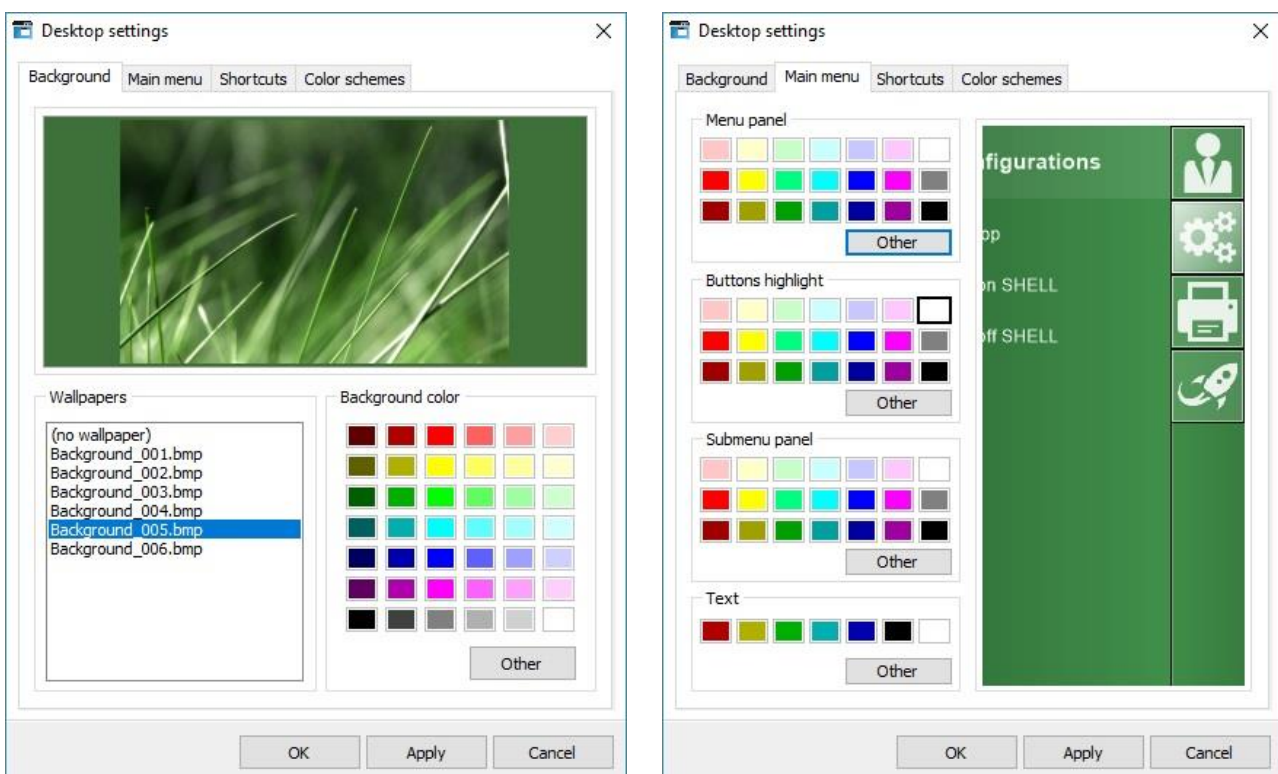 Desktop settings
Background Main menu Shortcuts Color schemes
Wallpapers
(no wallpaper)
Background_001.bmp
Background_002.bmp
Background_003.bmp
Background_004.bmp
Background_005.bmp
Background_006.bmp
Background color
Other
OK Apply Cancel
Desktop settings
Background Main menu Shortcuts Color schemes
Menu panel
Other
Buttons highlight
Other
Submenu panel
Other
Text
Other
figurations
op
on SHELL
off SHELL
OK Apply Cancel